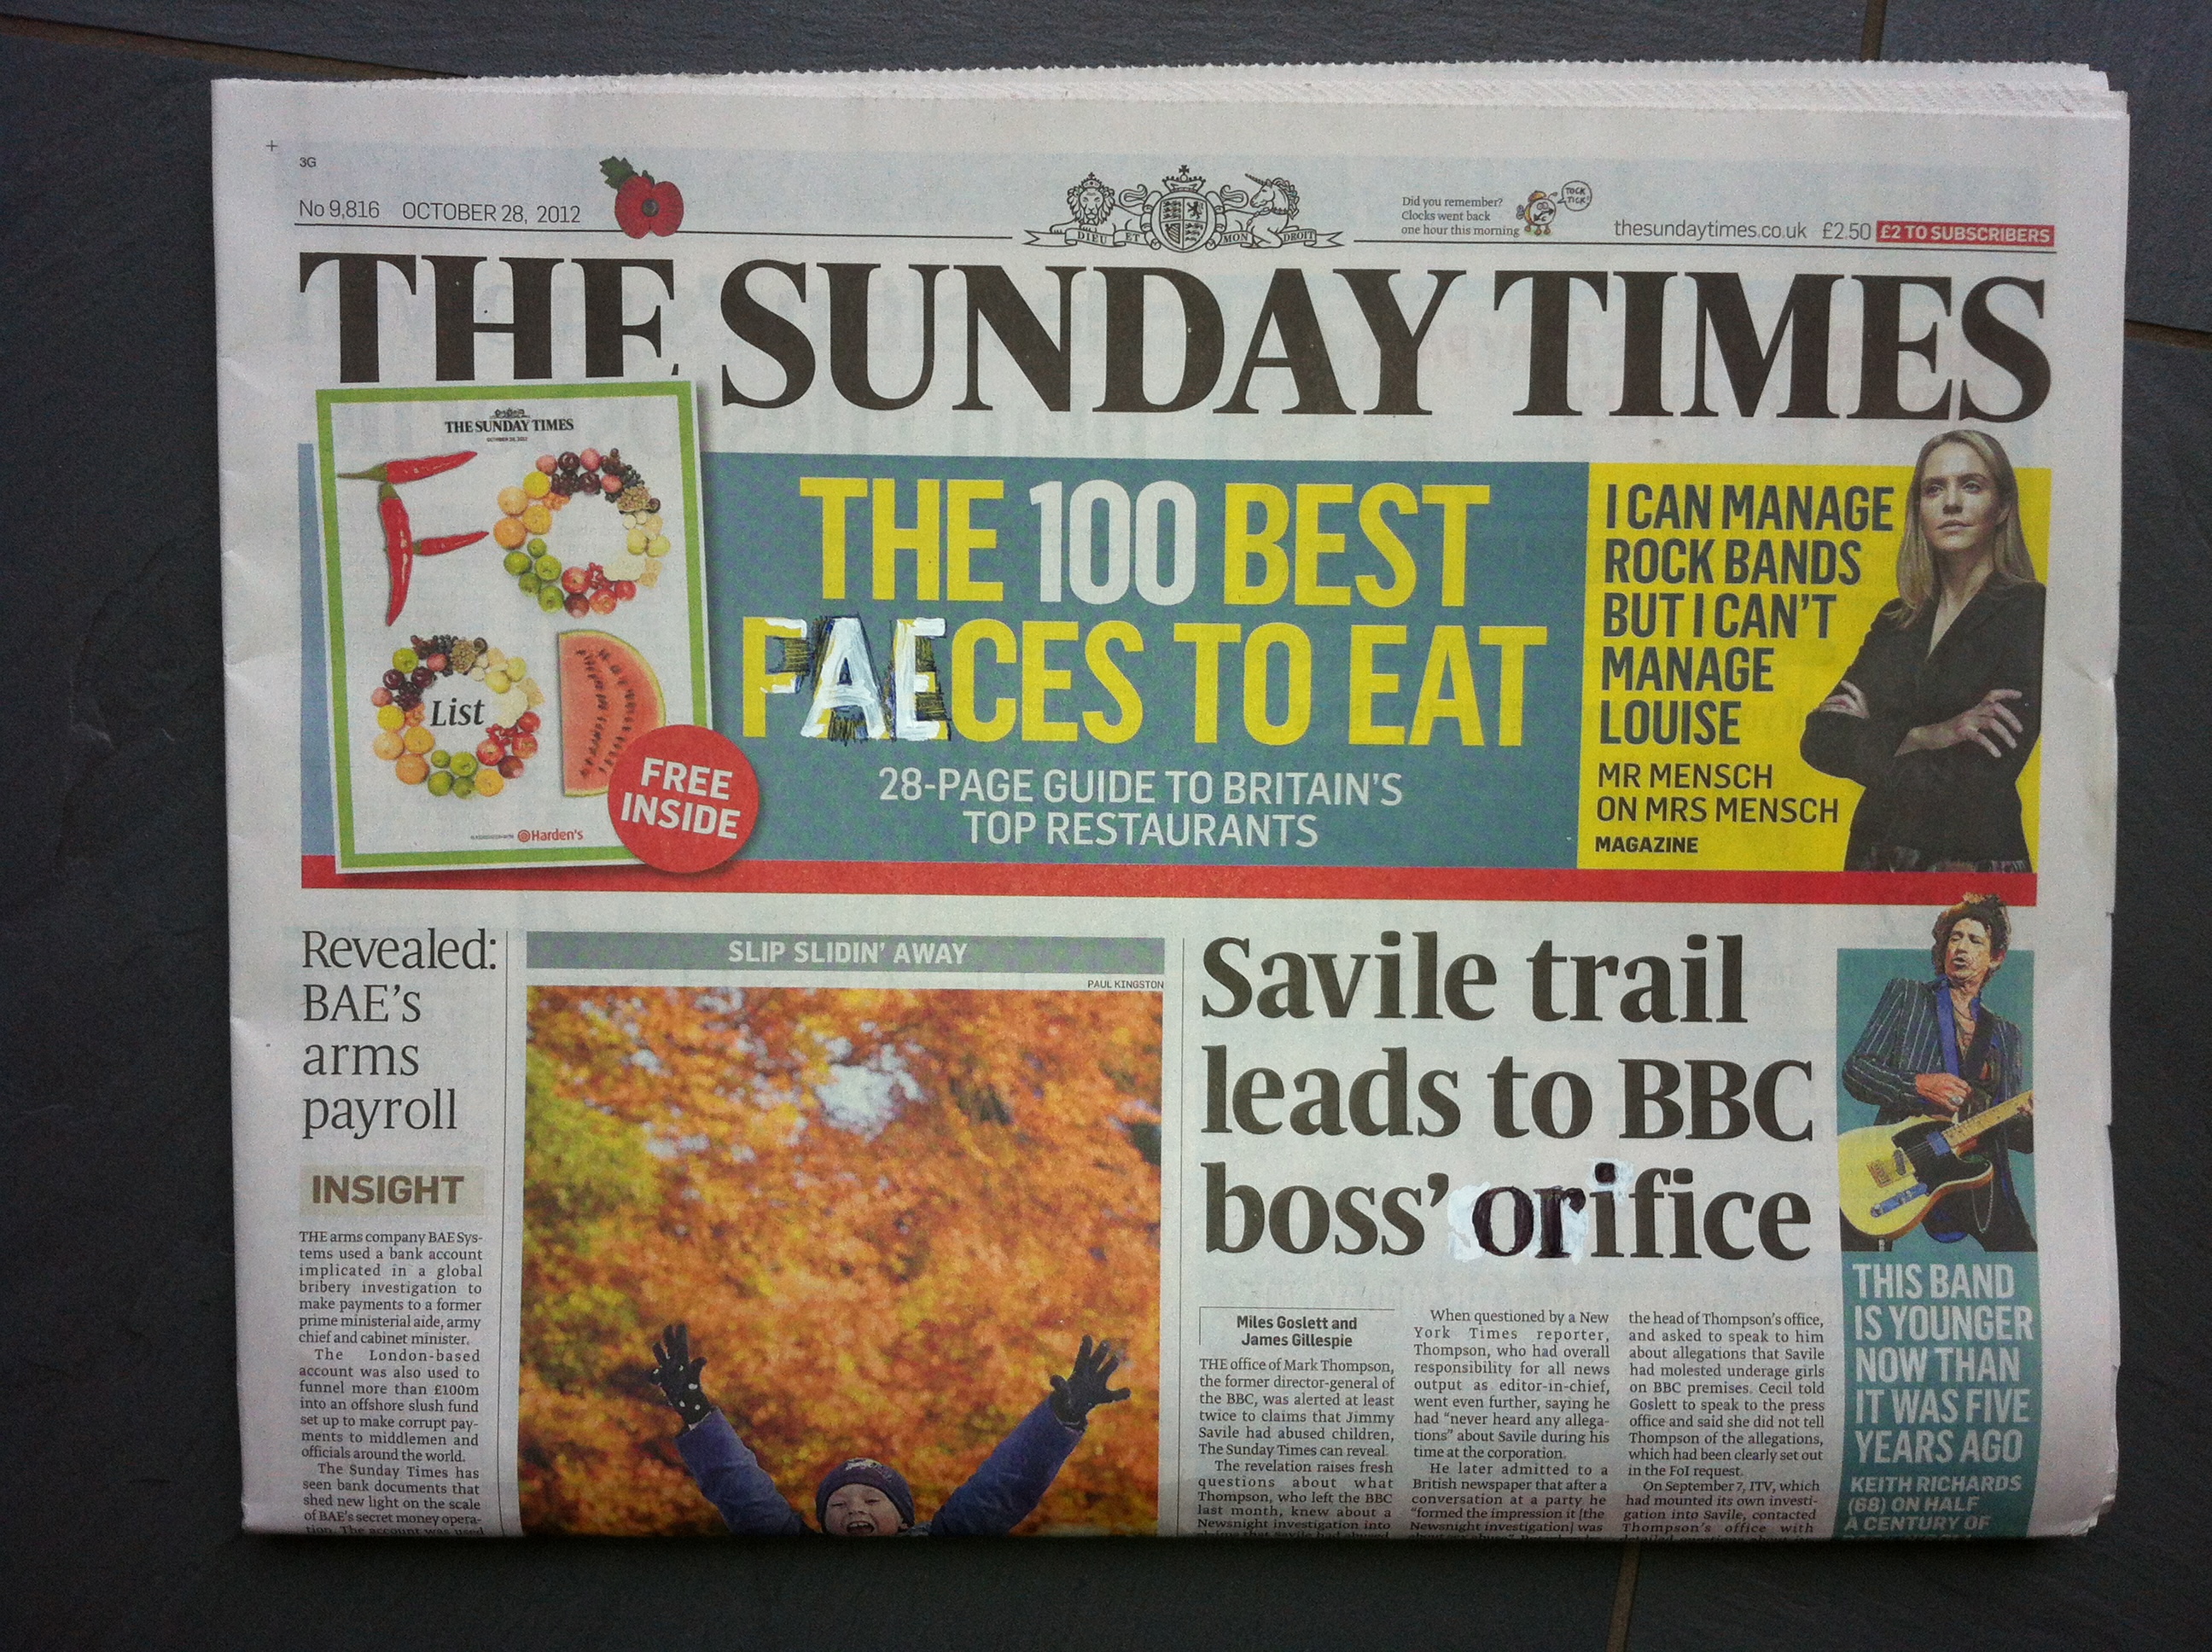 3G
No 9,816 OCTOBER 28, 2012
DIEU ET MON DROIT
Did you remember?
Clocks went back
one hour this morning
TOCK
TICK!
thesundaytimes.co.uk £2.50 £2 TO SUBSCRIBERS
THE SUNDAY TIMES
THE SUNDAY TIMES
OCTOBER 28, 2012
FOOD
List
Harden's
FREE
INSIDE
THE 100 BEST
FAECES TO EAT
28-PAGE GUIDE TO BRITAIN'S
TOP RESTAURANTS
I CAN MANAGE
ROCK BANDS
BUT I CAN'T
MANAGE
LOUISE
MR MENSCH
ON MRS MENSCH
MAGAZINE
Revealed:
BAE's
arms
payroll
INSIGHT
THE arms company BAE Sys-
tems used a bank account
implicated in a global
bribery investigation to
make payments to a former
prime ministerial aide, army
chief and cabinet minister.
The London-based
account was also used to
funnel more than £100m
into an offshore slush fund
set up to make corrupt pay-
ments to middlemen and
officials around the world.
The Sunday Times has
seen bank documents that
shed new light on the scale
of BAE's secret money opera-
tion. The account was used
SLIP SLIDIN' AWAY
PAUL KINGSTON
Savile trail
leads to BBC
boss' orifice
Miles Goslett and
James Gillespie
THE office of Mark Thompson,
the former director-general of
the BBC, was alerted at least
twice to claims that Jimmy
Savile had abused children,
The Sunday Times can reveal.
The revelation raises fresh
questions about what
Thompson, who left the BBC
last month, knew about a
Newsnight investigation into
claims that Savile had abused
When questioned by a New
York Times reporter,
Thompson, who had overall
responsibility for all news
output as editor-in-chief,
went even further, saying he
had "never heard any allega-
tions" about Savile during his
time at the corporation.
He later admitted to a
British newspaper that after a
conversation at a party he
"formed the impression it [the
Newsnight investigation] was
the head of Thompson's office,
and asked to speak to him
about allegations that Savile
had molested underage girls
on BBC premises. Cecil told
Goslett to speak to the press
office and said she did not tell
Thompson of the allegations,
which had been clearly set out
in the FoI request.
On September 7, ITV, which
had mounted its own investi-
gation into Savile, contacted
Thompson's office with
THIS BAND
IS YOUNGER
NOW THAN
IT WAS FIVE
YEARS AGO
KEITH RICHARDS
(68) ON HALF
A CENTURY OF